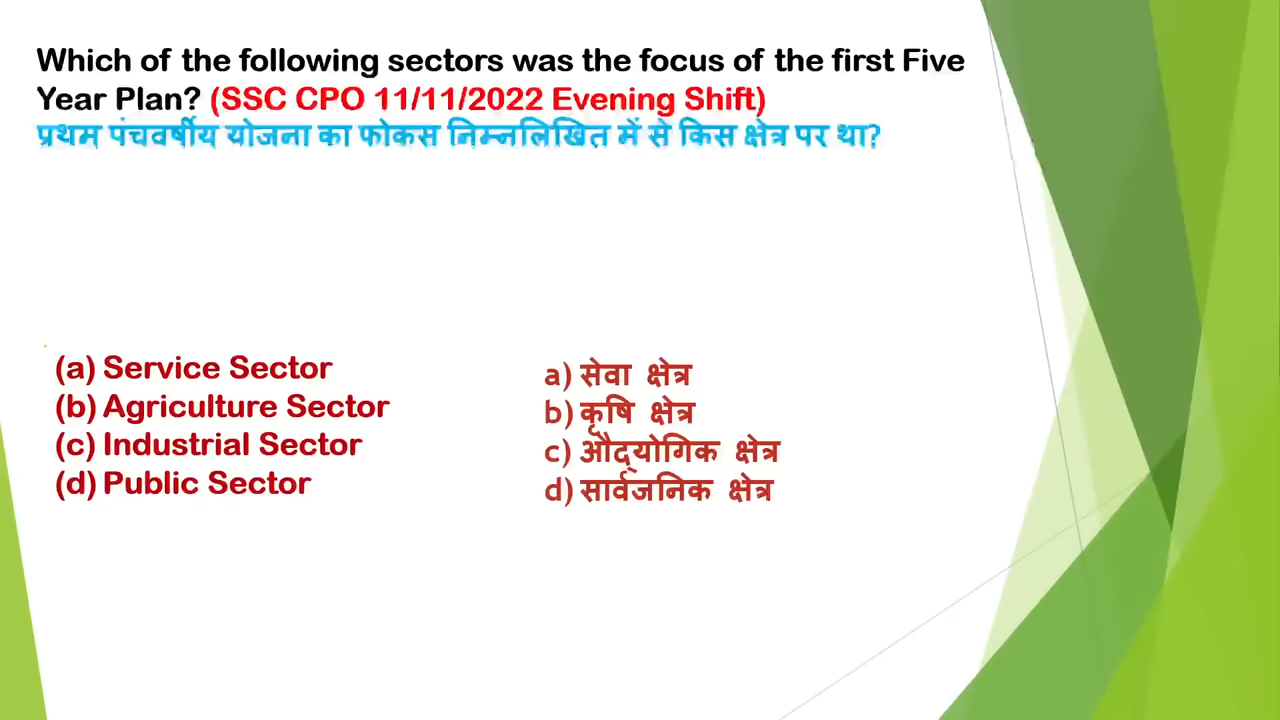 Which of the following sectors was the focus of the first Five
Year Plan? (SSC CPO 11/11/2022 Evening Shift)
प्रथम पंचवर्षीय योजना का फोकस निम्नलिखित में से किस क्षेत्र पर था?
(a) Service Sector
(b) Agriculture Sector
(c) Industrial Sector
(d) Public Sector
a) सेवा क्षेत्र
b) कृषि क्षेत्र
c) औद्योगिक क्षेत्र
d) सार्वजनिक क्षेत्र